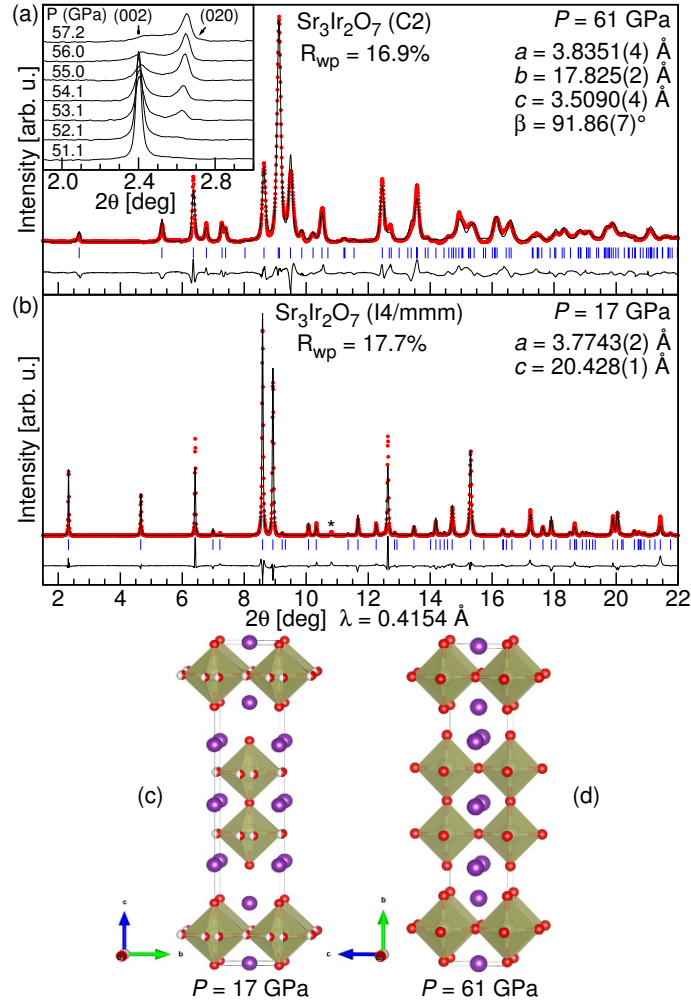 (a)
P (GPa) (002) (020)
57.2
56.0
55.0
54.1
53.1
52.1
51.1
2.0 2.4 2.8
2θ [deg]
Sr3Ir2O7 (C2)
Rwp = 16.9%
P = 61 GPa
a = 3.8351(4) Å
b = 17.825(2) Å
c = 3.5090(4) Å
β = 91.86(7)°
Intensity [arb. u.]
(b)
Sr3Ir2O7 (I4/mmm)
Rwp = 17.7%
P = 17 GPa
a = 3.7743(2) Å
c = 20.428(1) Å
*
Intensity [arb. u.]
2 4 6 8 10 12 14 16 18 20 22
2θ [deg] λ = 0.4154 Å
(c)
(d)
c
b
b
c
P = 17 GPa
P = 61 GPa